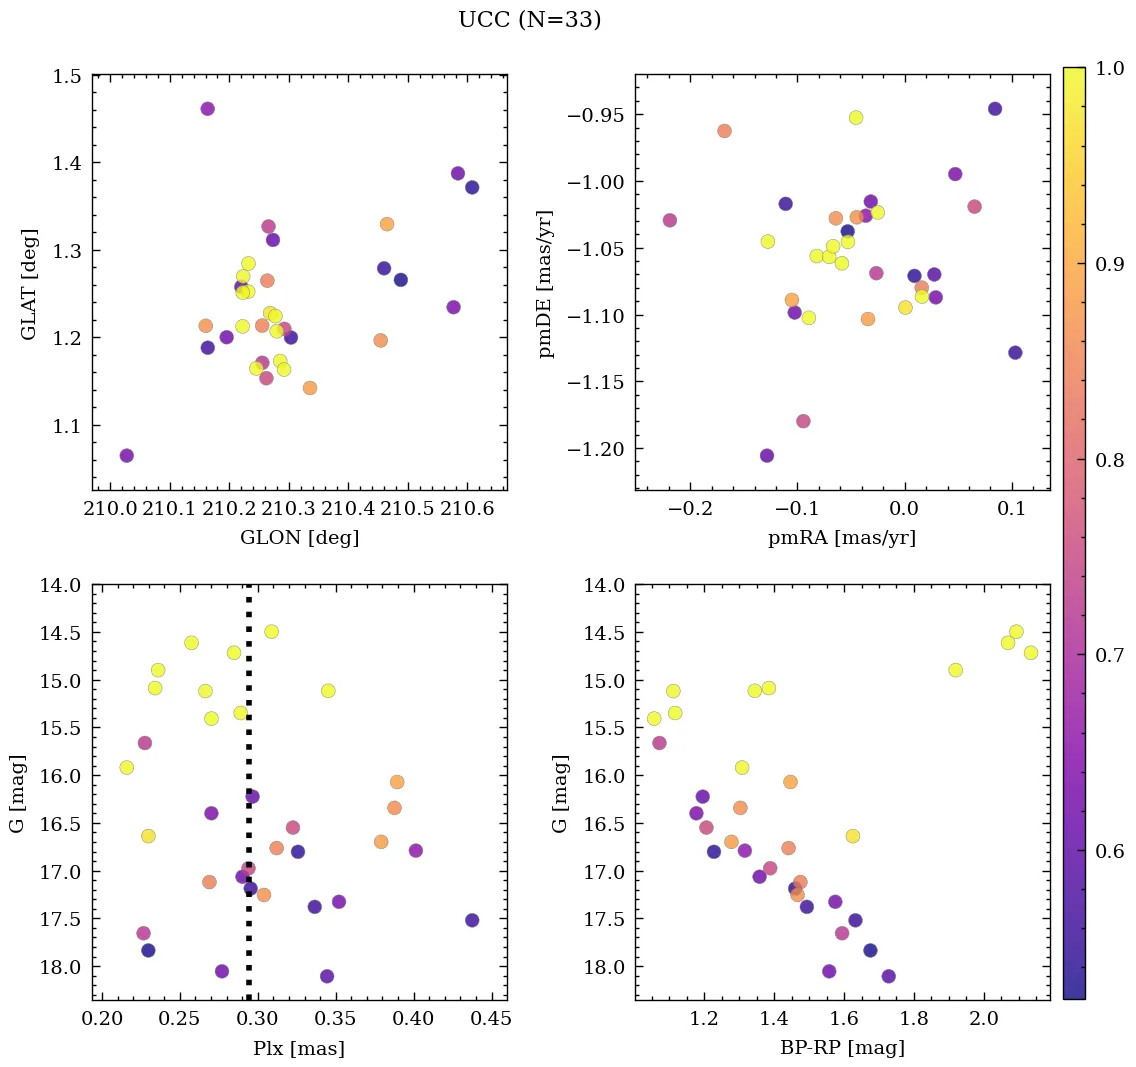 UCC (N=33)
1.5
1.4
1.3
1.2
1.1
GLAT [deg]
210.0 210.1 210.2 210.3 210.4 210.5 210.6
GLON [deg]
−0.95
−1.00
−1.05
−1.10
−1.15
−1.20
pmDE [mas/yr]
−0.2 −0.1 0.0 0.1
pmRA [mas/yr]
14.0
14.5
15.0
15.5
16.0
16.5
17.0
17.5
18.0
G [mag]
0.20 0.25 0.30 0.35 0.40 0.45
Plx [mas]
14.0
14.5
15.0
15.5
16.0
16.5
17.0
17.5
18.0
G [mag]
1.2 1.4 1.6 1.8 2.0
BP-RP [mag]
1.0
0.9
0.8
0.7
0.6